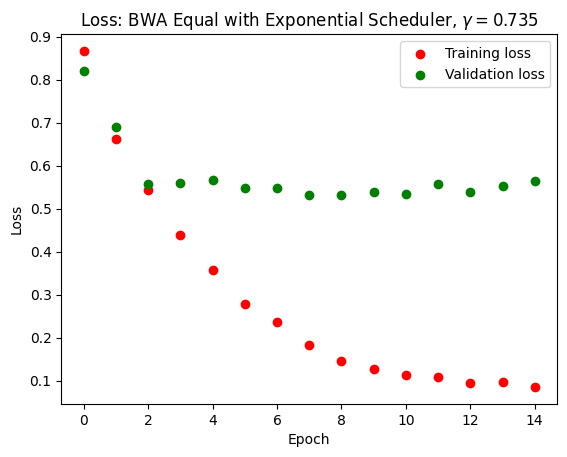 Loss: BWA Equal with Exponential Scheduler, γ = 0.735
Training loss
Validation loss
Loss
0.9
0.8
0.7
0.6
0.5
0.4
0.3
0.2
0.1
0 2 4 6 8 10 12 14
Epoch